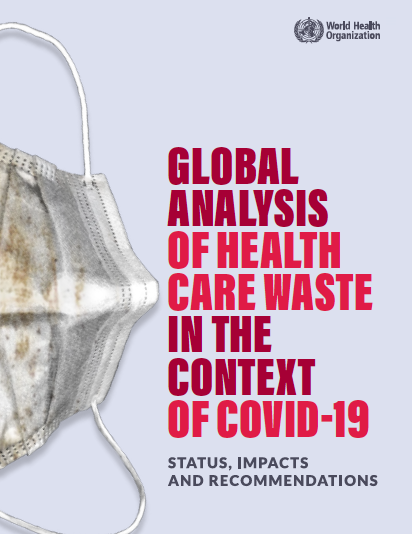 World Health
Organization
GLOBAL
ANALYSIS
OF HEALTH
CARE WASTE
IN THE
CONTEXT
OF COVID-19
STATUS, IMPACTS
AND RECOMMENDATIONS